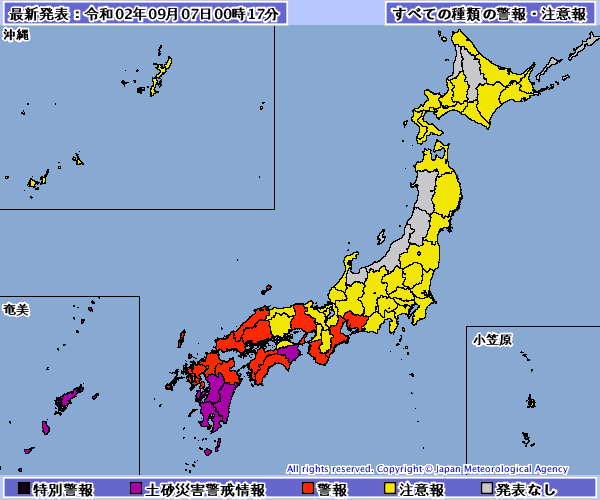 最新発表：令和02年09月07日00時17分
すべての種類の警報・注意報
沖縄
奄美
小笠原
All rights reserved. Copyright © Japan Meteorological Agency
特別警報
土砂災害警戒情報
警報
注意報
発表なし